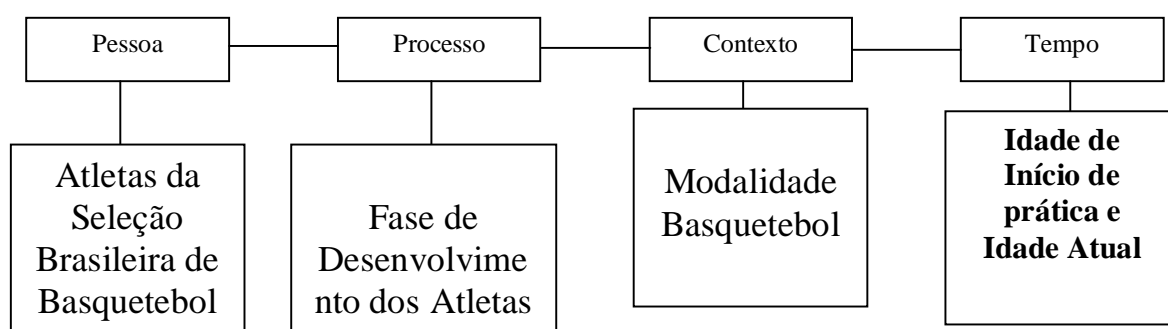 Pessoa
Processo
Contexto
Tempo
Atletas da
Seleção
Brasileira de
Basquetebol
Fase de
Desenvolvime
nto dos Atletas
Modalidade
Basquetebol
Idade de
Início de
prática e
Idade Atual